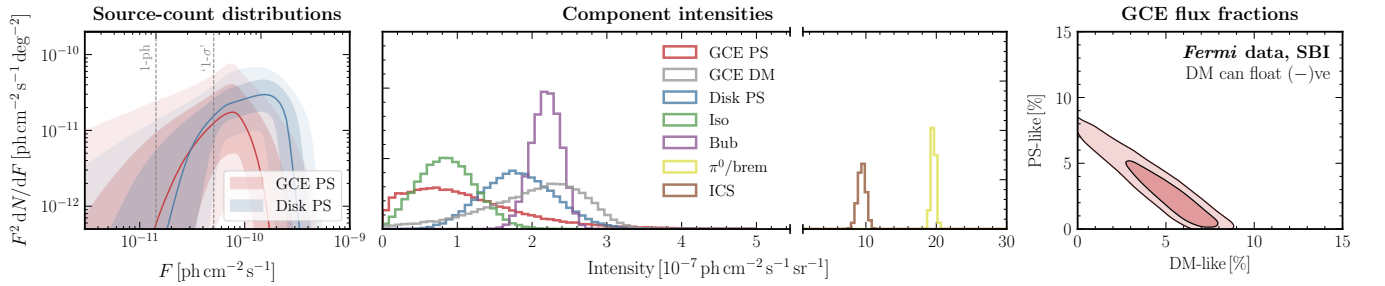 Source-count distributions
F² dN/dF [ph cm⁻² s⁻¹ deg⁻²]
10⁻¹⁰
10⁻¹¹
10⁻¹²
1-ph
'1-σ'
GCE PS
Disk PS
10⁻¹¹ 10⁻¹⁰ 10⁻⁹
F [ph cm⁻² s⁻¹]
Component intensities
GCE PS
GCE DM
Disk PS
Iso
Bub
π⁰/brem
ICS
0 1 2 3 4 5 10 20 30
Intensity [10⁻⁷ ph cm⁻² s⁻¹ sr⁻¹]
GCE flux fractions
PS-like [%]
15
10
5
0
Fermi data, SBI
DM can float (−)ve
0 5 10 15
DM-like [%]